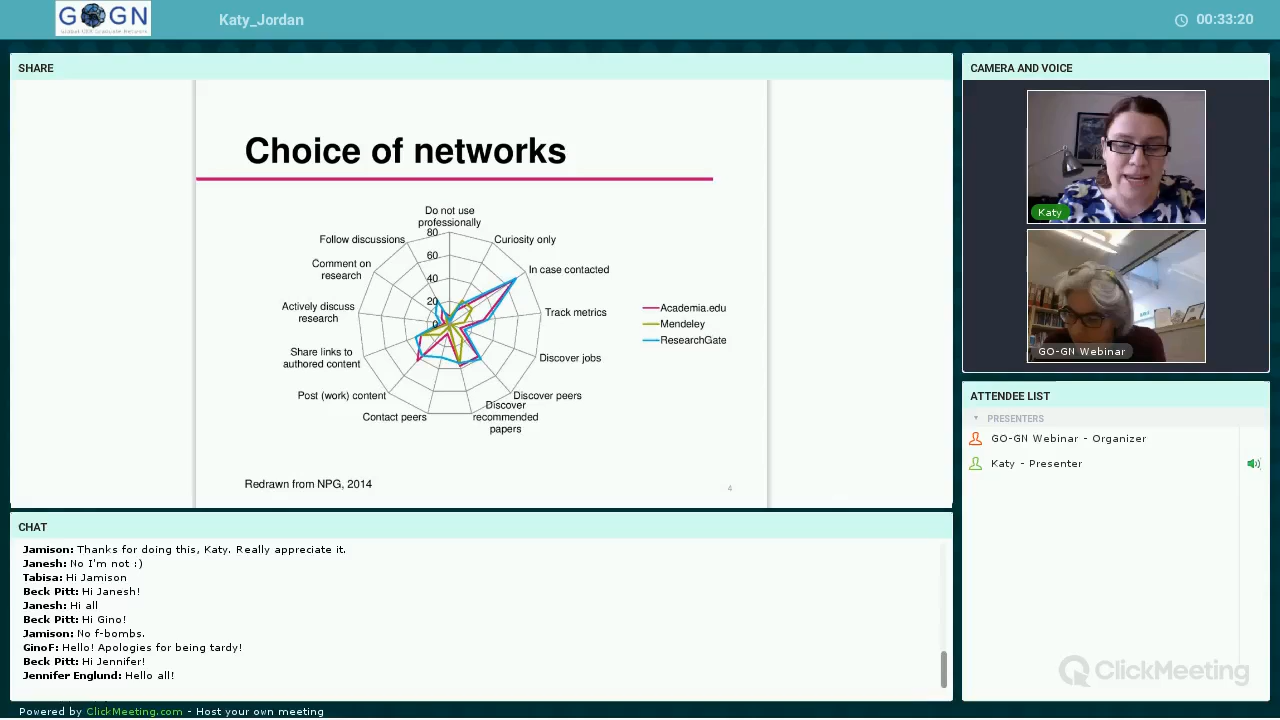 GOGN
Global OER Graduate Network
Katy_Jordan
00:33:20
SHARE
Choice of networks
Do not use
professionally
80
60
40
20
0
Curiosity only
In case contacted
Track metrics
Discover jobs
Discover peers
Discover
recommended
papers
Contact peers
Post (work) content
Share links to
authored content
Actively discuss
research
Comment on
research
Follow discussions
Academia.edu
Mendeley
ResearchGate
Redrawn from NPG, 2014
4
CAMERA AND VOICE
Katy
GO-GN Webinar
ATTENDEE LIST
PRESENTERS
GO-GN Webinar - Organizer
Katy - Presenter
ClickMeeting
CHAT
Jamison: Thanks for doing this, Katy. Really appreciate it.
Janesh: No I'm not :)
Tabisa: Hi Jamison
Beck Pitt: Hi Janesh!
Janesh: Hi all
Beck Pitt: Hi Gino!
Jamison: No f-bombs.
GinoF: Hello! Apologies for being tardy!
Beck Pitt: Hi Jennifer!
Jennifer Englund: Hello all!
Powered by ClickMeeting.com - Host your own meeting